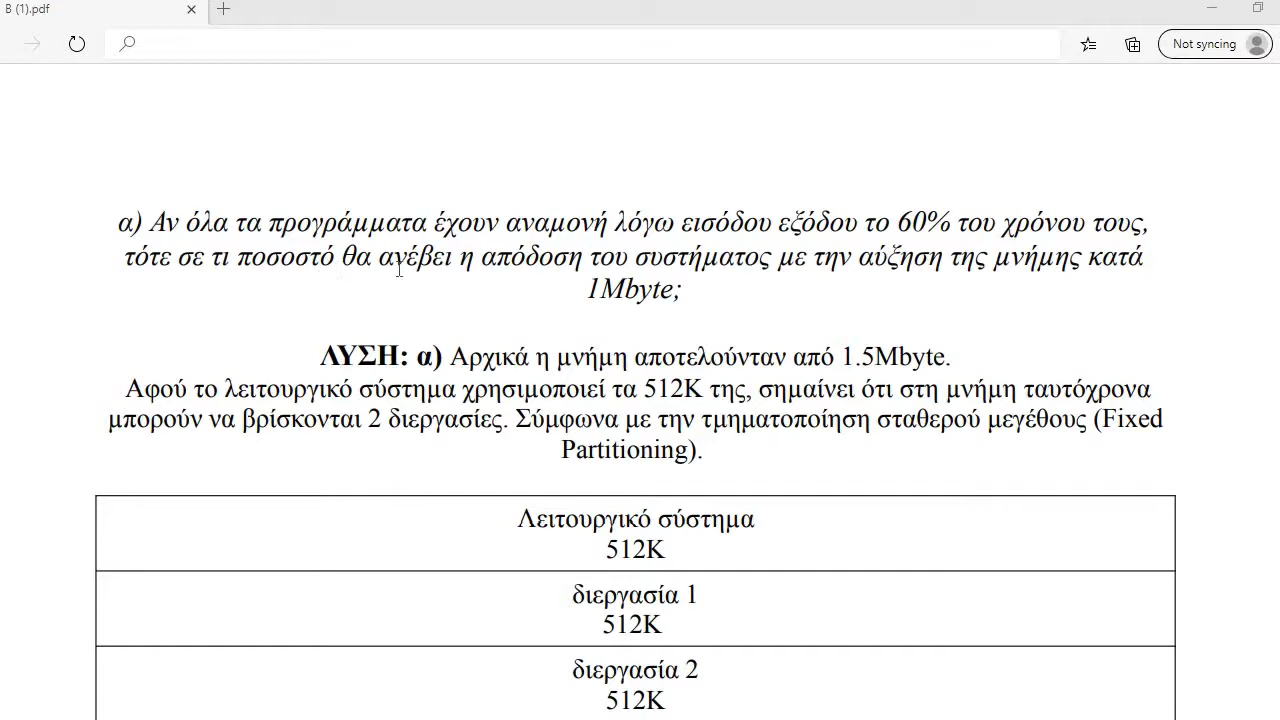 B (1).pdf
Not syncing
α) Αν όλα τα προγράμματα έχουν αναμονή λόγω εισόδου εξόδου το 60% του χρόνου τους,
τότε σε τι ποσοστό θα ανέβει η απόδοση του συστήματος με την αύξηση της μνήμης κατά
1Mbyte;
ΛΥΣΗ: α) Αρχικά η μνήμη αποτελούνταν από 1.5Mbyte.
Αφού το λειτουργικό σύστημα χρησιμοποιεί τα 512K της, σημαίνει ότι στη μνήμη ταυτόχρονα
μπορούν να βρίσκονται 2 διεργασίες. Σύμφωνα με την τμηματοποίηση σταθερού μεγέθους (Fixed
Partitioning).
Λειτουργικό σύστημα
512K
διεργασία 1
512K
διεργασία 2
512K